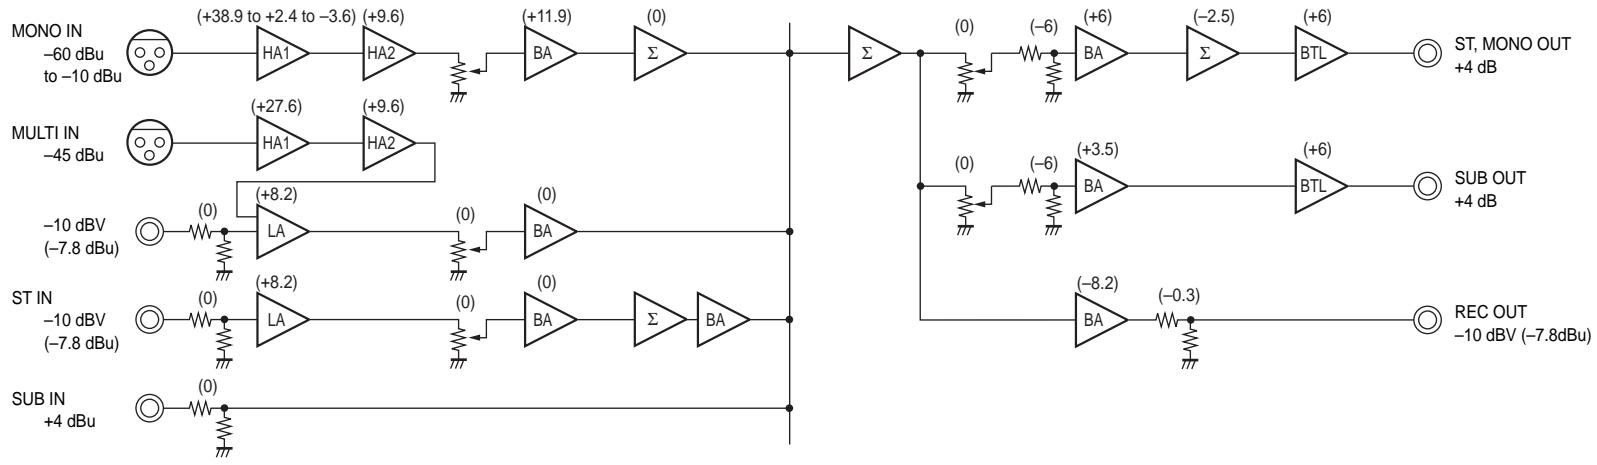 (+38.9 to +2.4 to –3.6) (+9.6) (+11.9) (0) (0) (–6) (+6) (–2.5) (+6)
MONO IN
–60 dBu
to –10 dBu
HA1 HA2 BA Σ Σ BA Σ BTL
ST, MONO OUT
+4 dB
(+27.6) (+9.6)
MULTI IN
–45 dBu
HA1 HA2
(0) (–6) (+3.5) (+6)
BA BTL
SUB OUT
+4 dB
(0) (+8.2) (0) (0)
–10 dBV
(–7.8 dBu)
LA BA
(0) (+8.2) (0) (0)
ST IN
–10 dBV
(–7.8 dBu)
LA BA Σ BA
(–8.2) (–0.3)
BA
REC OUT
–10 dBV (–7.8dBu)
(0)
SUB IN
+4 dBu